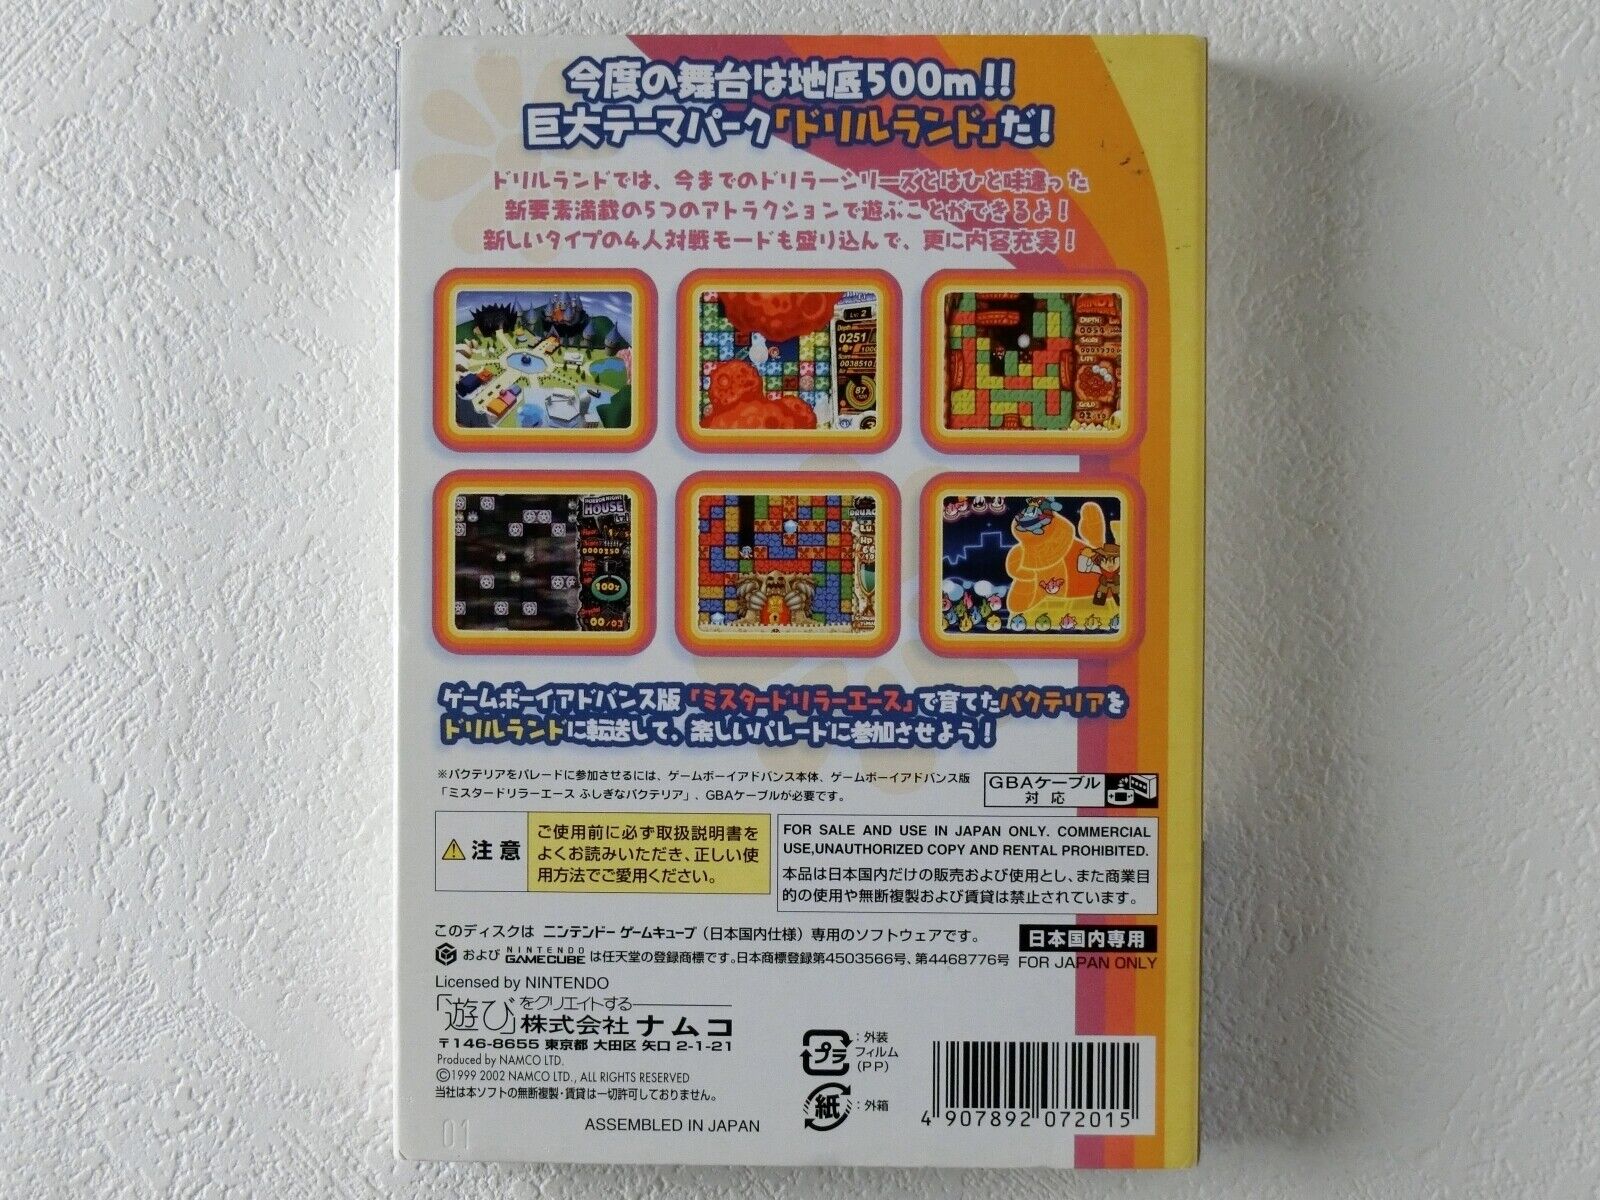 今度の舞台は地底500m!!
巨大テーマパーク「ドリルランド」だ!
ドリルランドでは、今までのドリラーシリーズとはひと味違った
新要素満載の5つのアトラクションで遊ぶことができるよ!
新しいタイプの4人対戦モードも盛り込んで、更に内容充実!
Lv. 2
Depth
0251
1000
Score
0038510
87
DEPTH
0054
LIFE
GOLD
HORROR NIGHT
HOUSE
0000250
100%
Crystal
00/03
ゲームボーイアドバンス版「ミスタードリラーエース」で育てたバクテリアを
ドリルランドに転送して、楽しいパレードに参加させよう!
※バクテリアをパレードに参加させるには、ゲームボーイアドバンス本体、ゲームボーイアドバンス版
「ミスタードリラーエース ふしぎなバクテリア」、GBAケーブルが必要です。
GBAケーブル
対応
注意
ご使用前に必ず取扱説明書を
よくお読みいただき、正しい使
用方法でご愛用ください。
FOR SALE AND USE IN JAPAN ONLY. COMMERCIAL
USE,UNAUTHORIZED COPY AND RENTAL PROHIBITED.
本品は日本国内だけの販売および使用とし、また商業目
的の使用や無断複製および賃貸は禁止されています。
このディスクは ニンテンドーゲームキューブ(日本国内仕様)専用のソフトウェアです。
および NINTENDO GAMECUBE は任天堂の登録商標です。日本商標登録第4503566号、第4468776号
日本国内専用
FOR JAPAN ONLY
Licensed by NINTENDO
「遊び」をクリエイトする
株式会社 ナムコ
〒146-8655 東京都 大田区 矢口 2-1-21
Produced by NAMCO LTD.
©1999 2002 NAMCO LTD., ALL RIGHTS RESERVED
当社は本ソフトの無断複製・賃貸は一切許可しておりません。
ASSEMBLED IN JAPAN
01
プラ
:外装
フィルム
(PP)
紙
:外箱
4 907892 072015